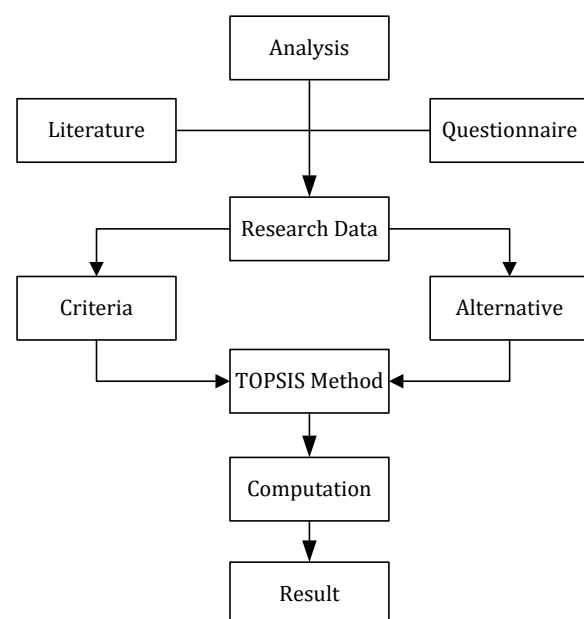 Analysis
Literature
Questionnaire
Research Data
Criteria
Alternative
TOPSIS Method
Computation
Result